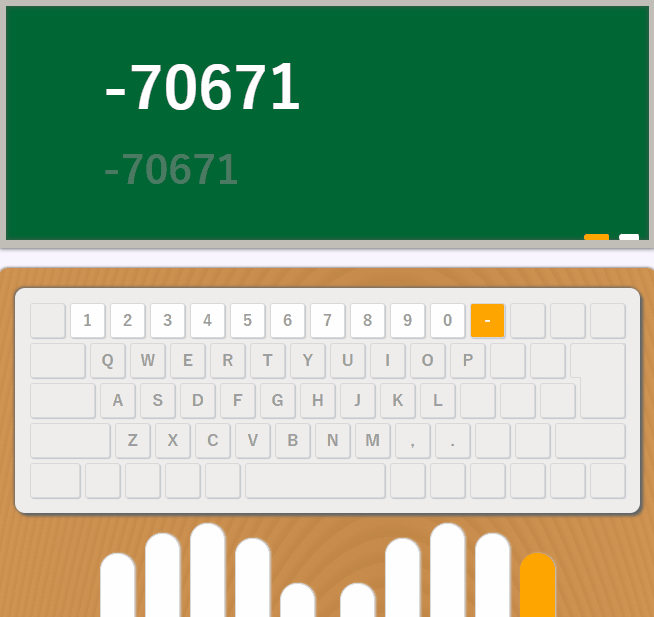 -70671
-70671
1 2 3 4 5 6 7 8 9 0 -
Q W E R T Y U I O P
A S D F G H J K L
Z X C V B N M , .